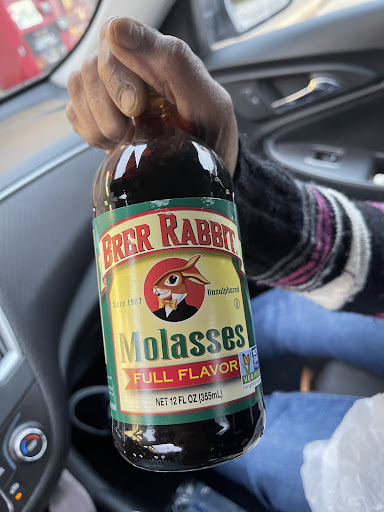 BRER RABBIT
Since 1907 Unsulphured
Molasses
FULL FLAVOR
NET 12 FL OZ (355mL)